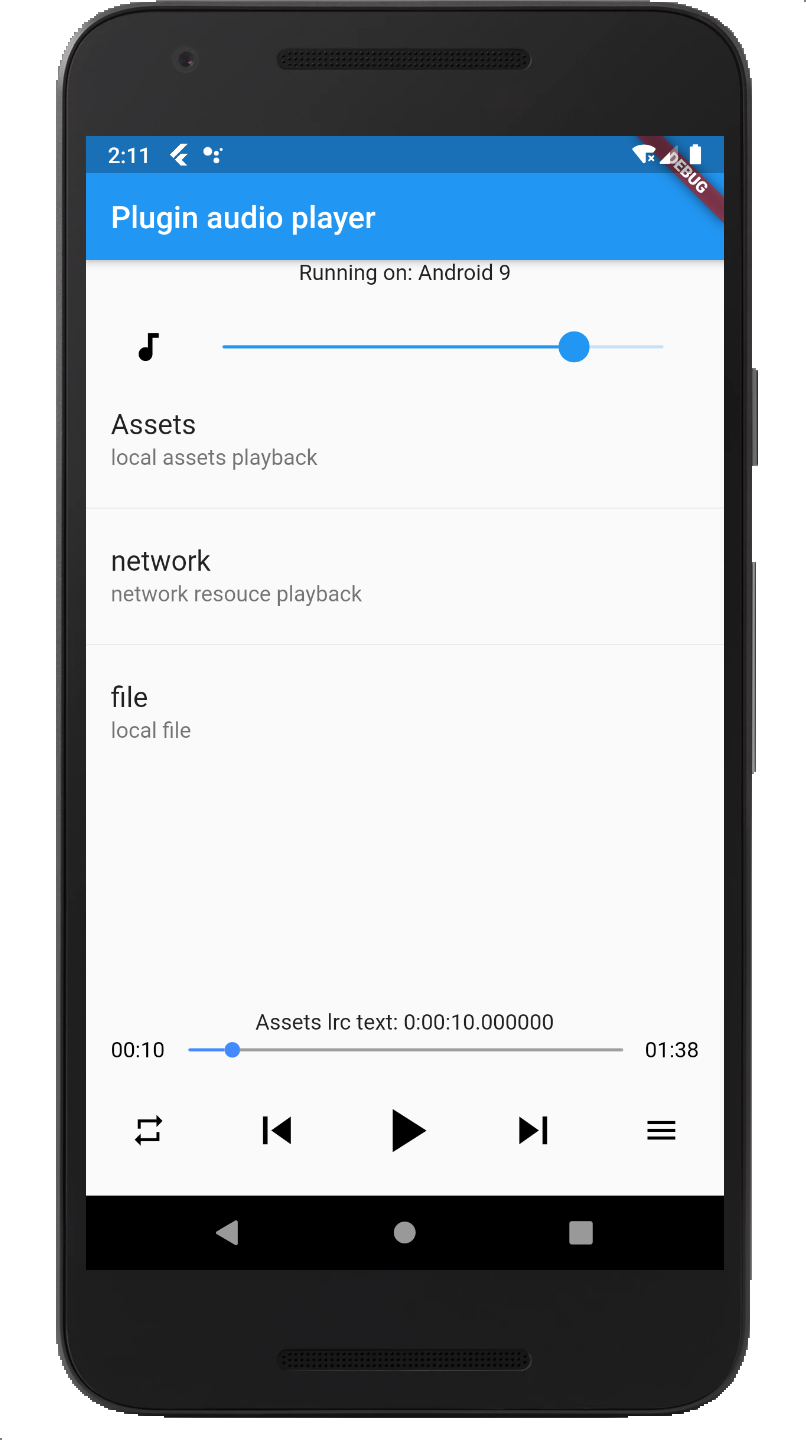 2:11
DEBUG
Plugin audio player
Running on: Android 9
Assets
local assets playback
network
network resouce playback
file
local file
Assets lrc text: 0:00:10.000000
00:10 01:38